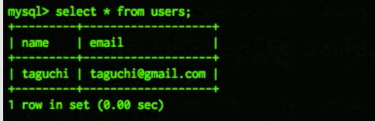 mysql> select * from users;
+---------+-------------------+
| name    | email             |
+---------+-------------------+
| taguchi | taguchi@gmail.com |
+---------+-------------------+
1 row in set (0.00 sec)